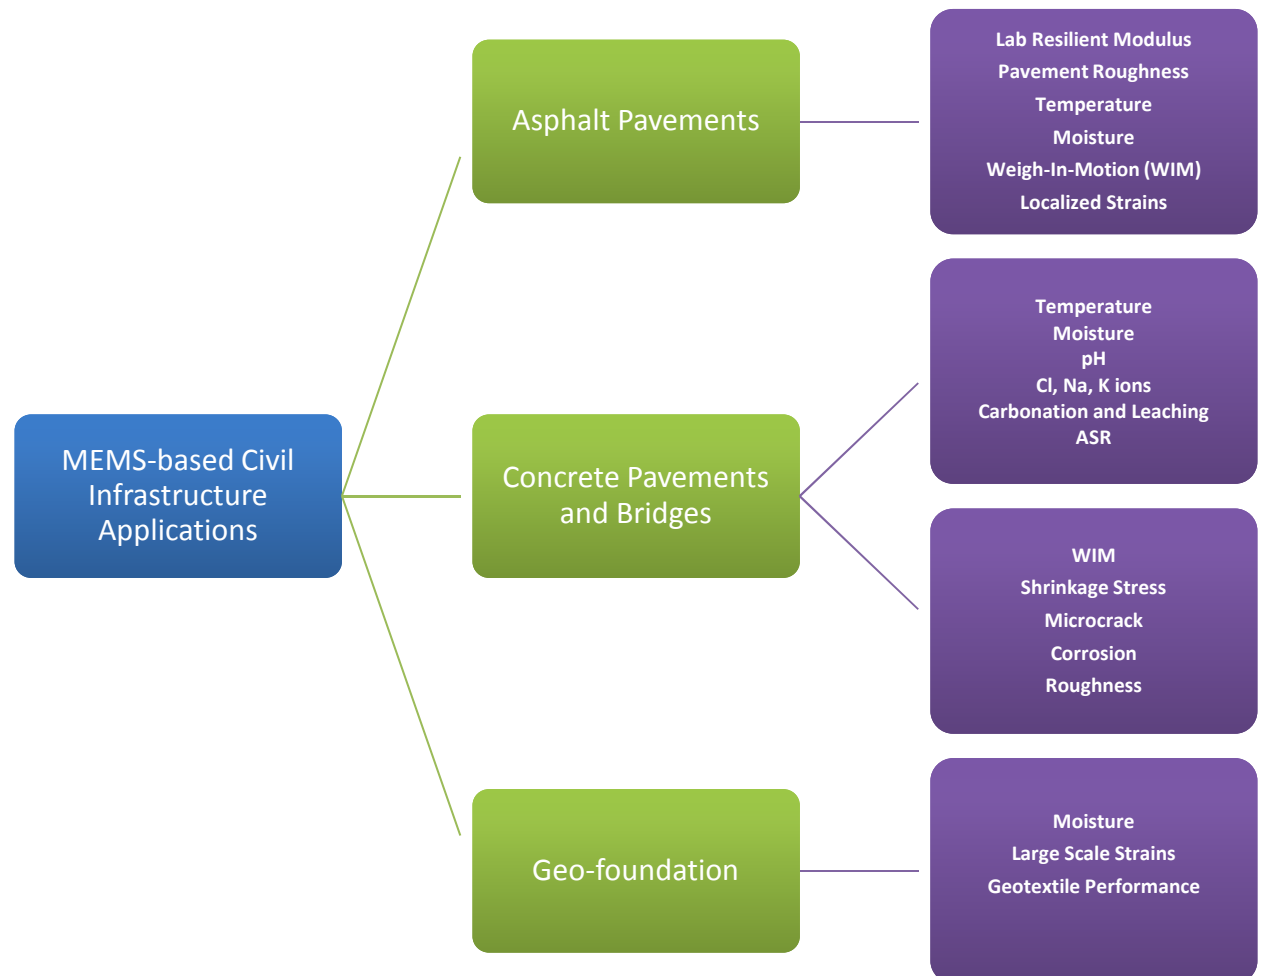 MEMS-based Civil
Infrastructure
Applications
Asphalt Pavements
Lab Resilient Modulus
Pavement Roughness
Temperature
Moisture
Weigh-In-Motion (WIM)
Localized Strains
Concrete Pavements
and Bridges
Temperature
Moisture
pH
Cl, Na, K ions
Carbonation and Leaching
ASR
WIM
Shrinkage Stress
Microcrack
Corrosion
Roughness
Geo-foundation
Moisture
Large Scale Strains
Geotextile Performance